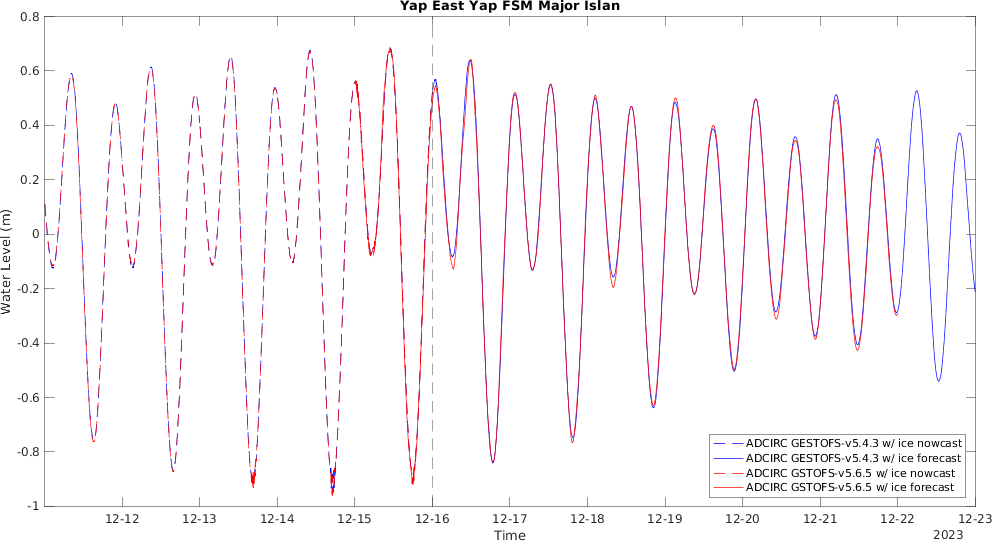 Yap East Yap FSM Major Islan
0.8
0.6
0.4
0.2
0
-0.2
-0.4
-0.6
-0.8
-1
Water Level (m)
12-12 12-13 12-14 12-15 12-16 12-17 12-18 12-19 12-20 12-21 12-22 12-23
Time
2023
ADCIRC GESTOFS-v5.4.3 w/ ice nowcast
ADCIRC GESTOFS-v5.4.3 w/ ice forecast
ADCIRC GSTOFS-v5.6.5 w/ ice nowcast
ADCIRC GSTOFS-v5.6.5 w/ ice forecast